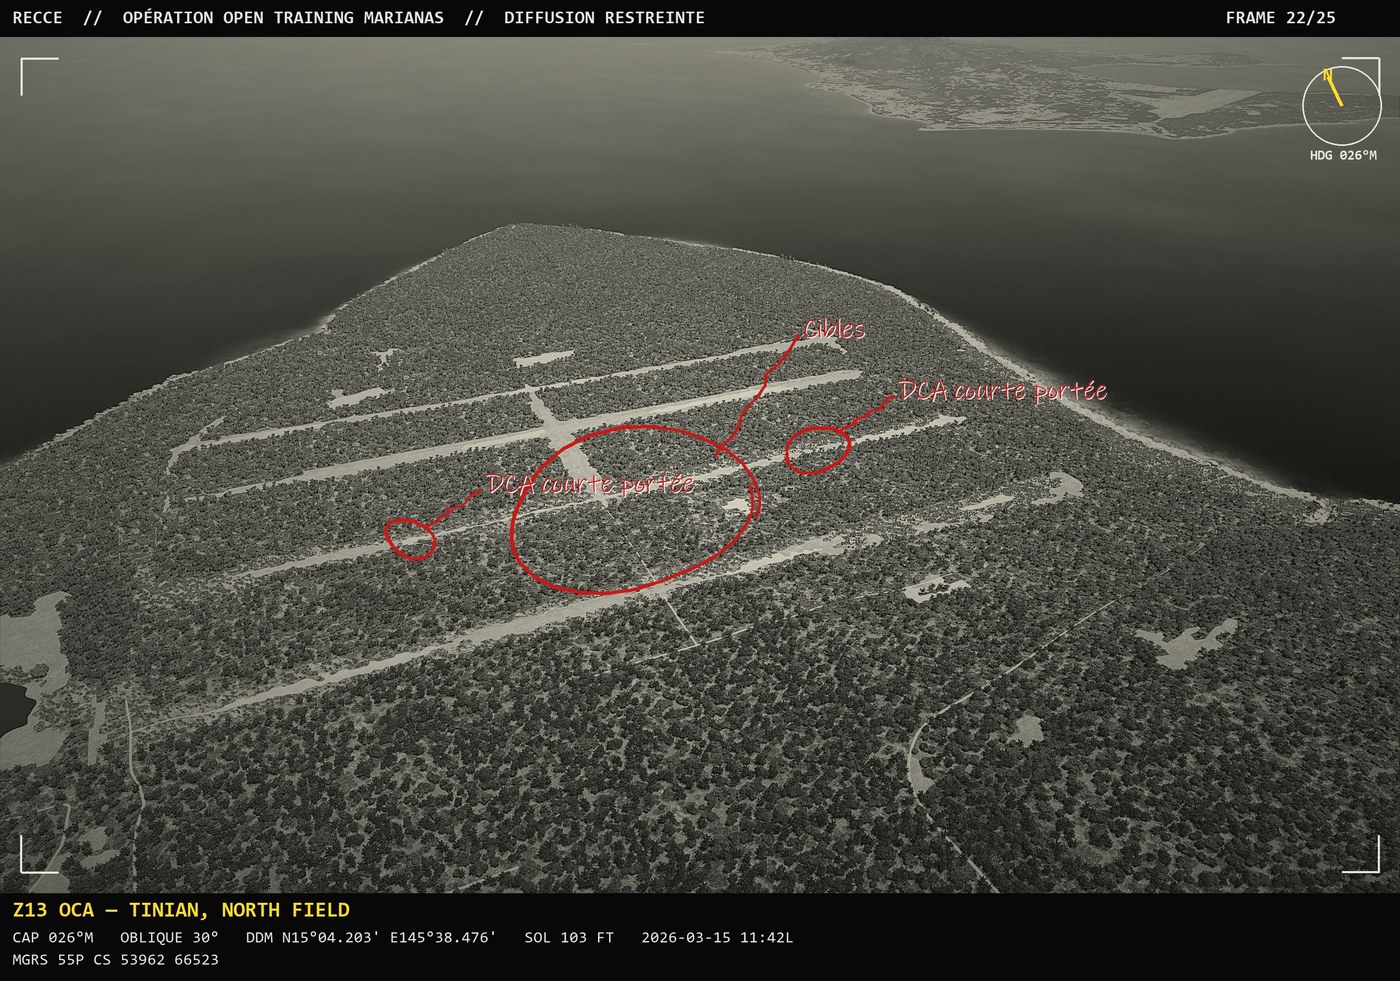 RECCE // OPÉRATION OPEN TRAINING MARIANAS // DIFFUSION RESTREINTE
FRAME 22/25
N
HDG 026°M
Cibles
DCA courte portée
DCA courte portée
Z13 OCA — TINIAN, NORTH FIELD
CAP 026°M OBLIQUE 30° DDM N15°04.203' E145°38.476' SOL 103 FT 2026-03-15 11:42L
MGRS 55P CS 53962 66523